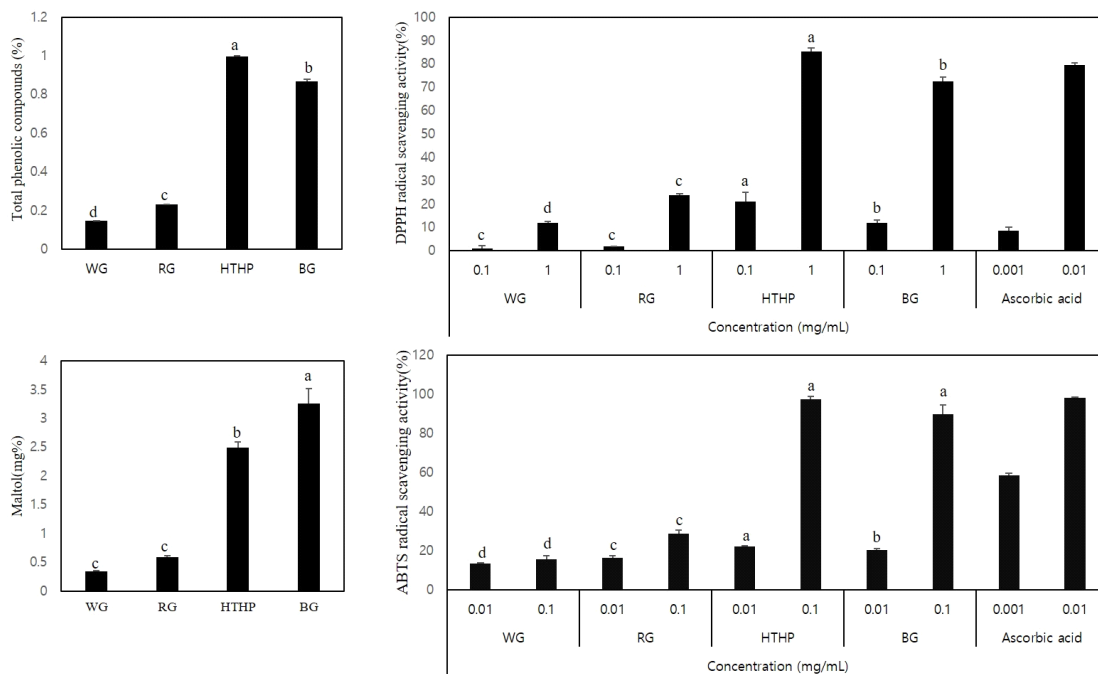 Total phenolic compounds (%)
1.2
1
0.8
0.6
0.4
0.2
0
d
c
a
b
WG RG HTHP BG
DPPH radical scavenging activity(%)
100
90
80
70
60
50
40
30
20
10
0
c
d
c
c
a
a
b
b
0.1 1 0.1 1 0.1 1 0.1 1 0.001 0.01
WG RG HTHP BG Ascorbic acid
Concentration (mg/mL)
Maltol(mg%)
4
3.5
3
2.5
2
1.5
1
0.5
0
c
c
b
a
WG RG HTHP BG
ABTS radical scavenging activity(%)
120
100
80
60
40
20
0
d
d
c
c
a
a
b
a
0.01 0.1 0.01 0.1 0.01 0.1 0.01 0.1 0.001 0.01
WG RG HTHP BG Ascorbic acid
Concentration (mg/mL)